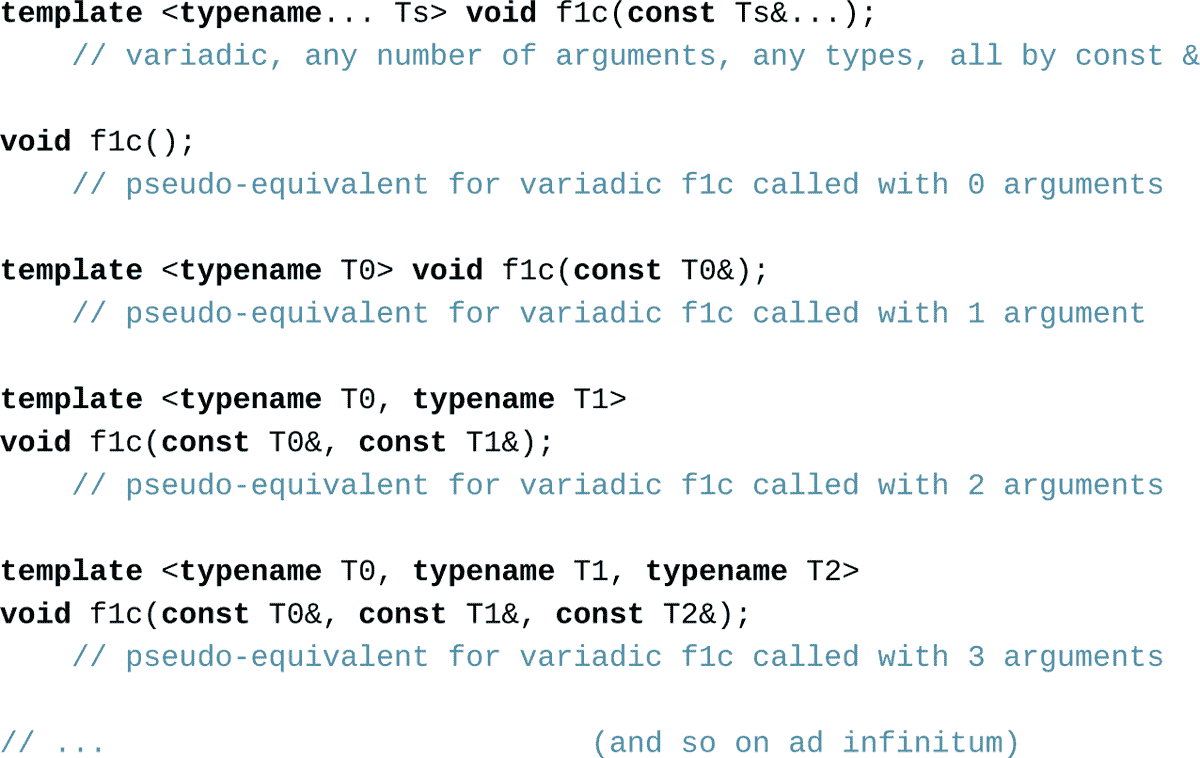 template <typename... Ts> void f1c(const Ts&...);
// variadic, any number of arguments, any types, all by const &
void f1c();
// pseudo-equivalent for variadic f1c called with 0 arguments
template <typename T0> void f1c(const T0&);
// pseudo-equivalent for variadic f1c called with 1 argument
template <typename T0, typename T1>
void f1c(const T0&, const T1&);
// pseudo-equivalent for variadic f1c called with 2 arguments
template <typename T0, typename T1, typename T2>
void f1c(const T0&, const T1&, const T2&);
// pseudo-equivalent for variadic f1c called with 3 arguments
// ... (and so on ad infinitum)